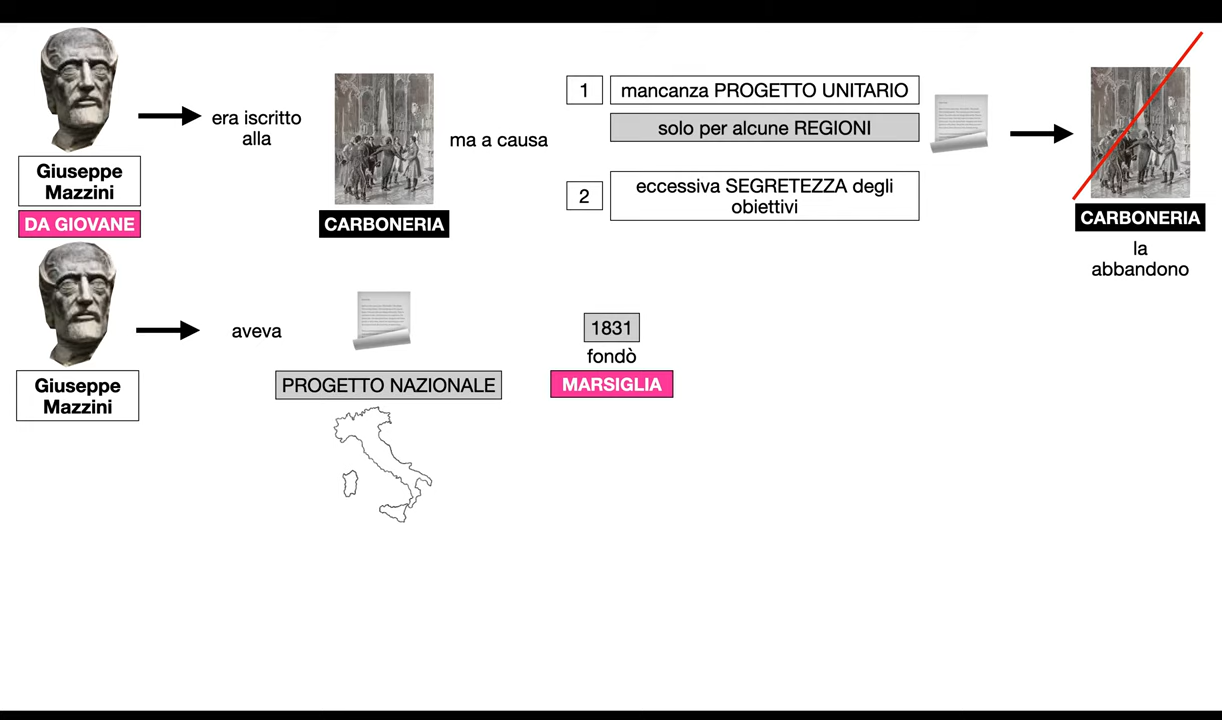 Giuseppe
Mazzini
DA GIOVANE
era iscritto
alla
CARBONERIA
ma a causa
1
mancanza PROGETTO UNITARIO
solo per alcune REGIONI
2
eccessiva SEGRETEZZA degli
obiettivi
CARBONERIA
la
abbandono
Giuseppe
Mazzini
aveva
PROGETTO NAZIONALE
1831
fondò
MARSIGLIA